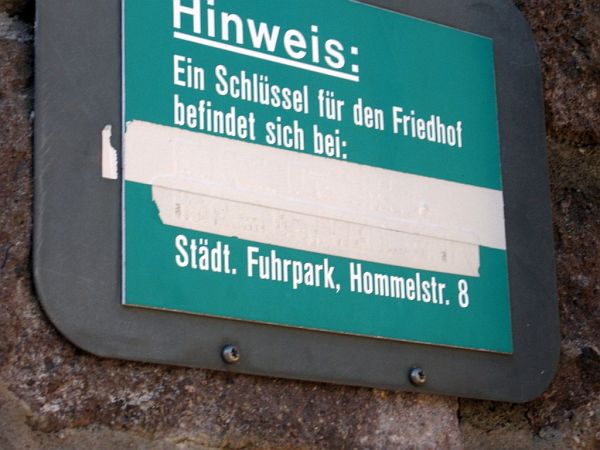 Hinweis:
Ein Schlüssel für den Friedhof
befindet sich bei:
Städt. Fuhrpark, Hommelstr. 8